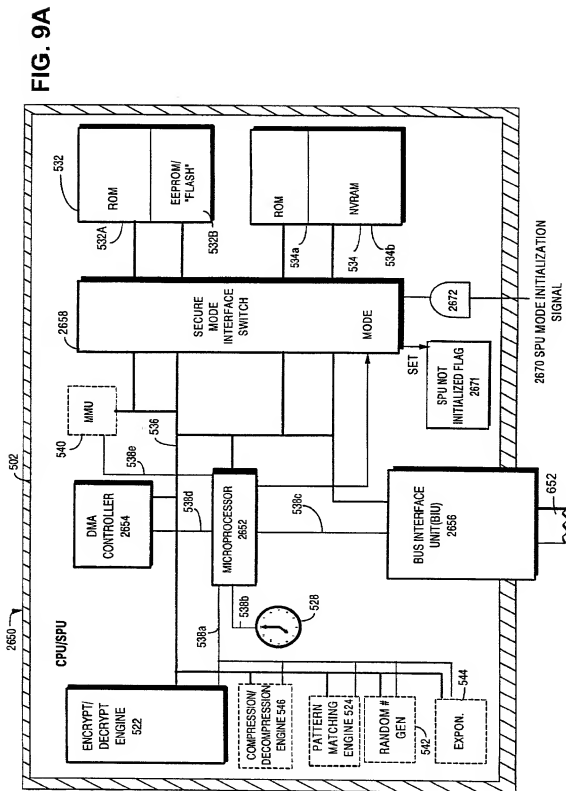 FIG. 9A
2650
502
CPU/SPU
ENCRYPT/
DECRYPT
ENGINE
522
COMPRESSION/
DECOMPRESSION
ENGINE 546
PATTERN
MATCHING
ENGINE 524
RANDOM #
GEN
542
EXPON.
544
538a
538b
528
DMA
CONTROLLER
2654
538d
MICROPROCESSOR
2652
538c
538e
MMU
540
536
BUS INTERFACE
UNIT(BIU)
2656
652
2658
SECURE
MODE
INTERFACE
SWITCH
MODE
SET
SPU NOT
INITIALIZED FLAG
2671
2672
2670 SPU MODE INITIALIZATION
SIGNAL
532
532A
ROM
EEPROM/
"FLASH"
532B
ROM
534a
NVRAM
534
534b